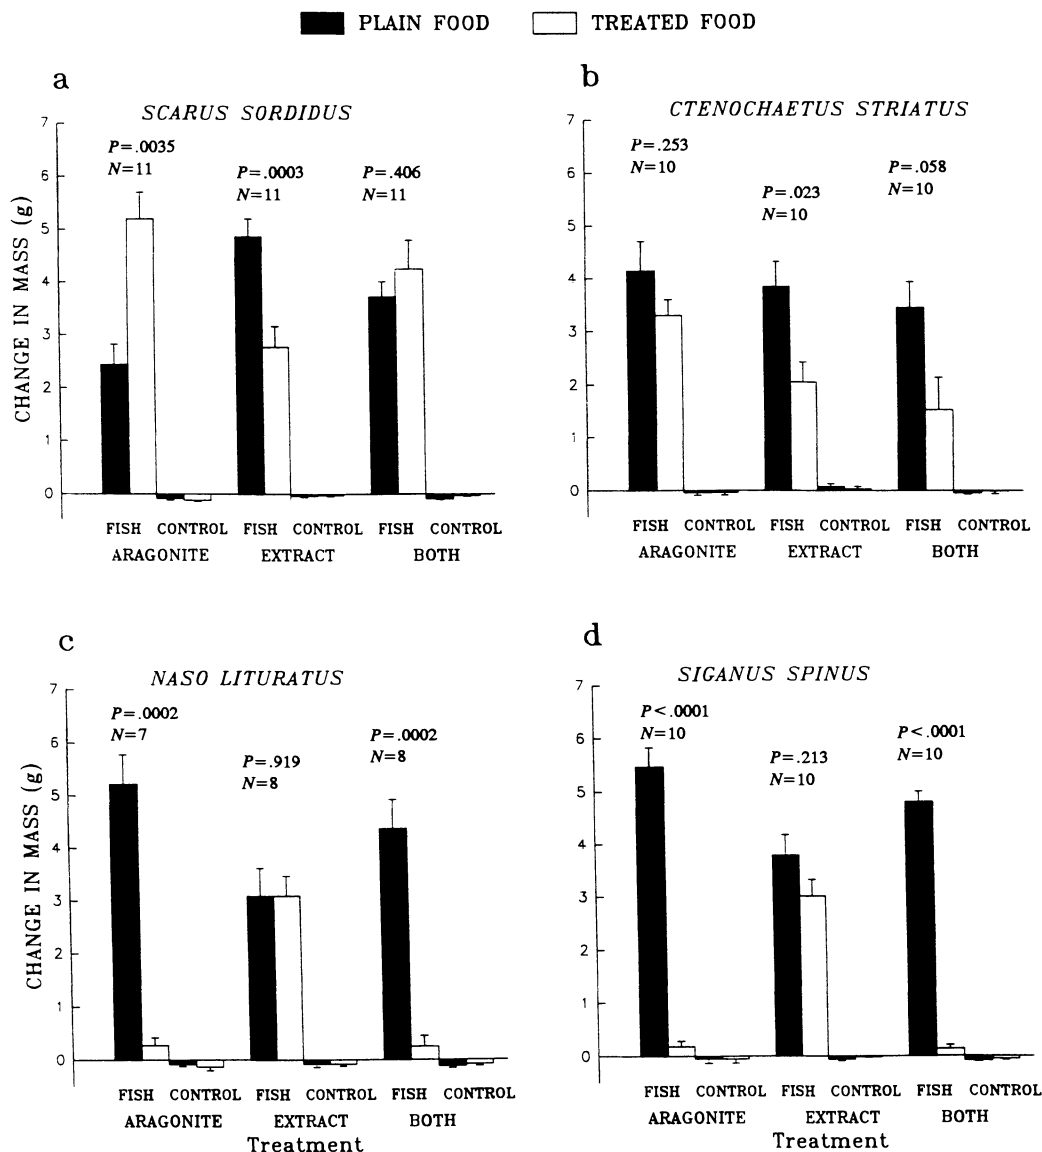 PLAIN FOOD TREATED FOOD
a
SCARUS SORDIDUS
CHANGE IN MASS (g)
7
6
5
4
3
2
1
0
P=.0035
N=11
P=.0003
N=11
P=.406
N=11
FISH CONTROL FISH CONTROL FISH CONTROL
ARAGONITE EXTRACT BOTH
b
CTENOCHAETUS STRIATUS
7
6
5
4
3
2
1
0
P=.253
N=10
P=.023
N=10
P=.058
N=10
FISH CONTROL FISH CONTROL FISH CONTROL
ARAGONITE EXTRACT BOTH
c
NASO LITURATUS
CHANGE IN MASS (g)
7
6
5
4
3
2
1
0
P=.0002
N=7
P=.919
N=8
P=.0002
N=8
FISH CONTROL FISH CONTROL FISH CONTROL
ARAGONITE EXTRACT BOTH
Treatment
d
SIGANUS SPINUS
7
6
5
4
3
2
1
0
P<.0001
N=10
P=.213
N=10
P<.0001
N=10
FISH CONTROL FISH CONTROL FISH CONTROL
ARAGONITE EXTRACT BOTH
Treatment